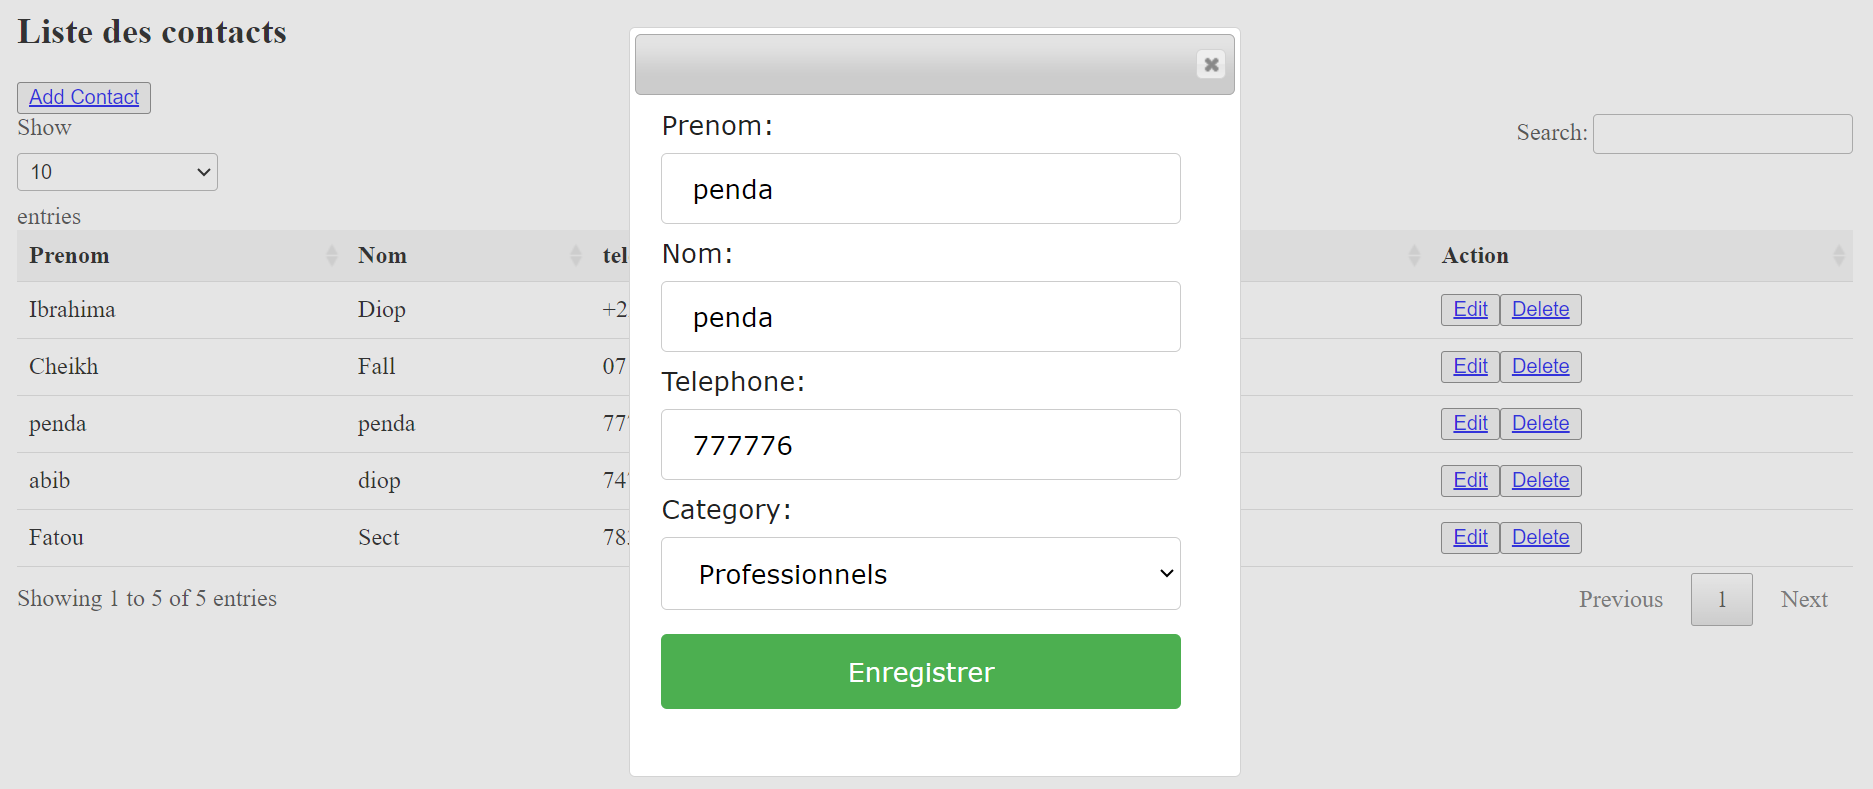 Liste des contacts
Add Contact
Show
10
entries
Search:
Prenom Nom tel Action
Ibrahima Diop +2 Edit Delete
Cheikh Fall 07 Edit Delete
penda penda 77 Edit Delete
abib diop 74 Edit Delete
Fatou Sect 78 Edit Delete
Showing 1 to 5 of 5 entries
Previous 1 Next
Prenom:
penda
Nom:
penda
Telephone:
777776
Category:
Professionnels
Enregistrer